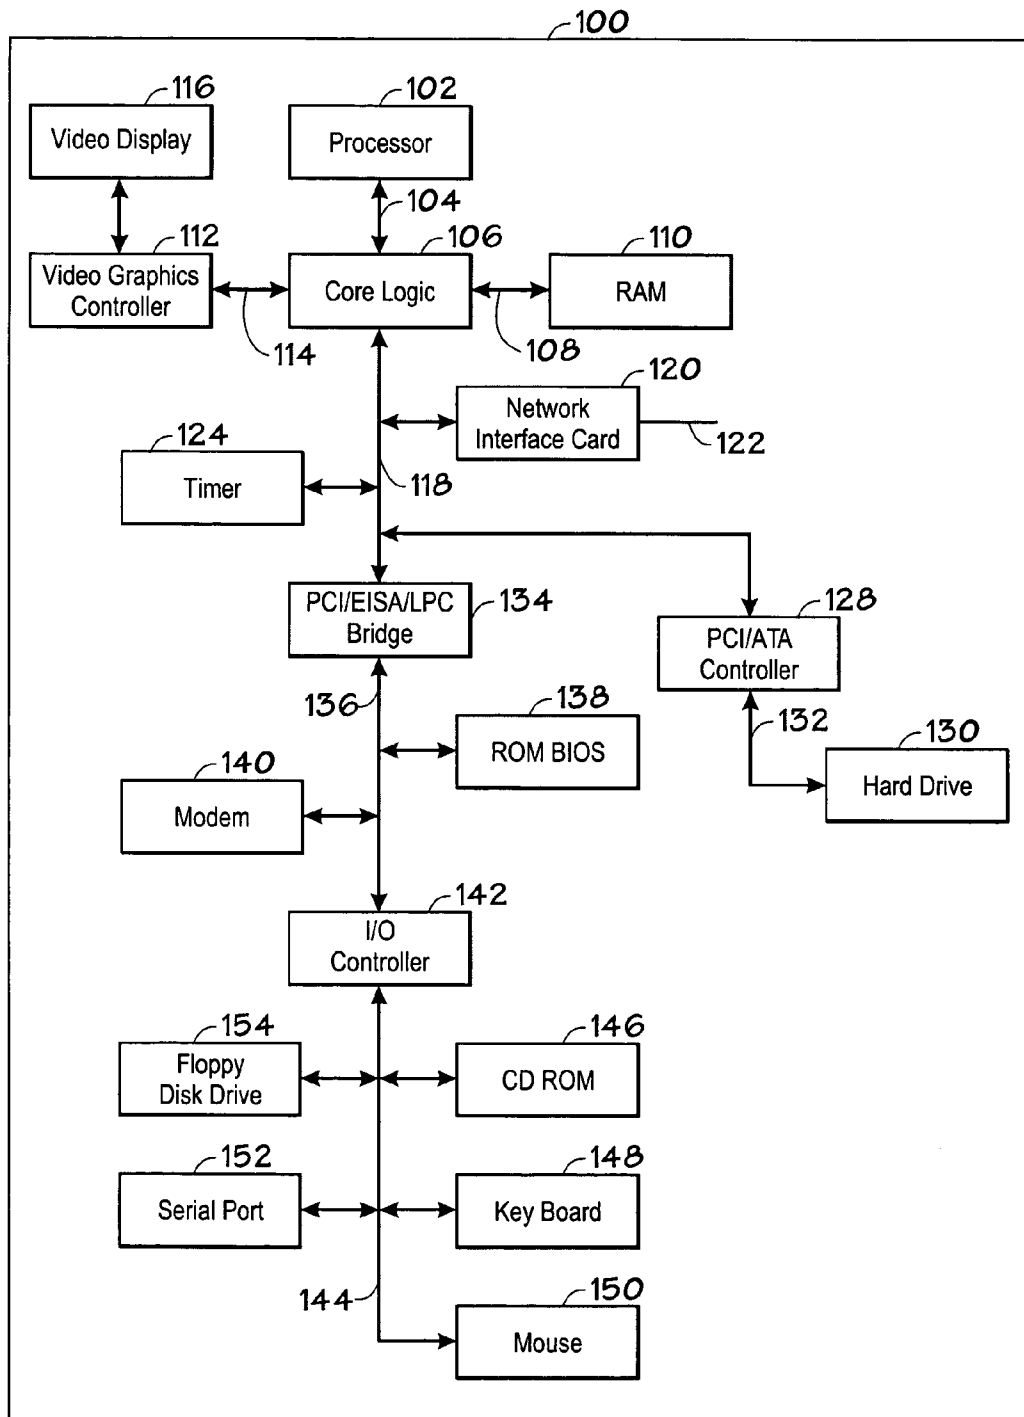 100
116
102
Video Display
Processor
104
112
106
110
Video Graphics
Controller
Core Logic
RAM
114
108
120
Network
Interface Card
122
124
118
Timer
PCI/EISA/LPC
Bridge
134
128
PCI/ATA
Controller
136
138
132
130
ROM BIOS
140
Hard Drive
Modem
142
I/O
Controller
154
146
Floppy
Disk Drive
CD ROM
152
148
Serial Port
Key Board
144
150
Mouse